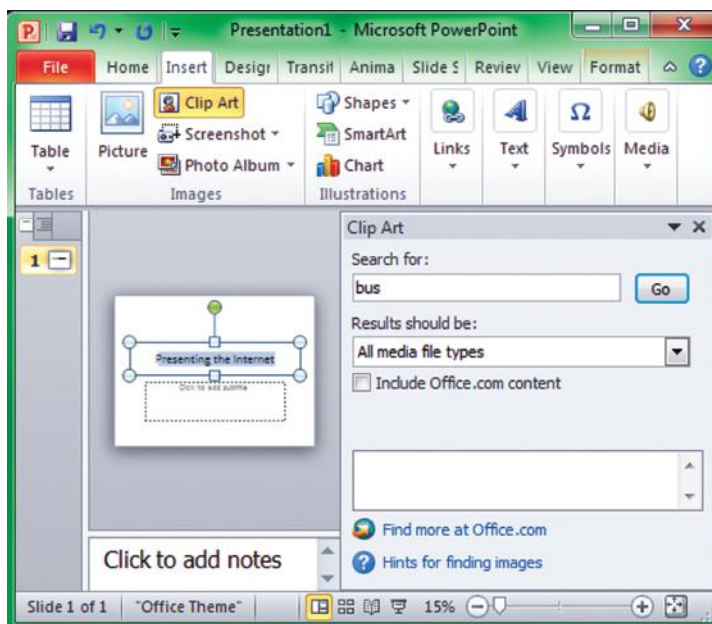 Presentation1 - Microsoft PowerPoint
File Home Insert Desigr Transit Anima Slide S Reviev View Format
Clip Art
Shapes
Screenshot
SmartArt
Table Picture Photo Album Chart Links Text Symbols Media
Tables Images Illustrations
Clip Art
1
Search for:
bus Go
Results should be:
All media file types
Include Office.com content
Presenting the Internet
Click to add subtitle
Find more at Office.com
Click to add notes
Hints for finding images
Slide 1 of 1 "Office Theme" 15%